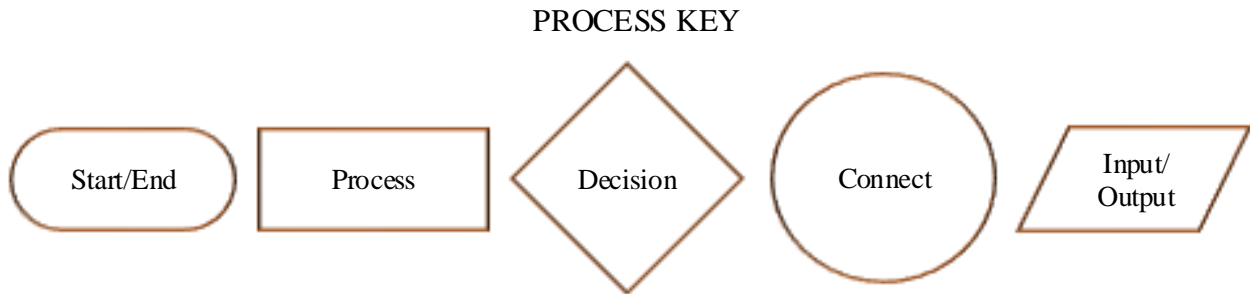 PROCESS KEY
Start/End
Process
Decision
Connect
Input/
Output